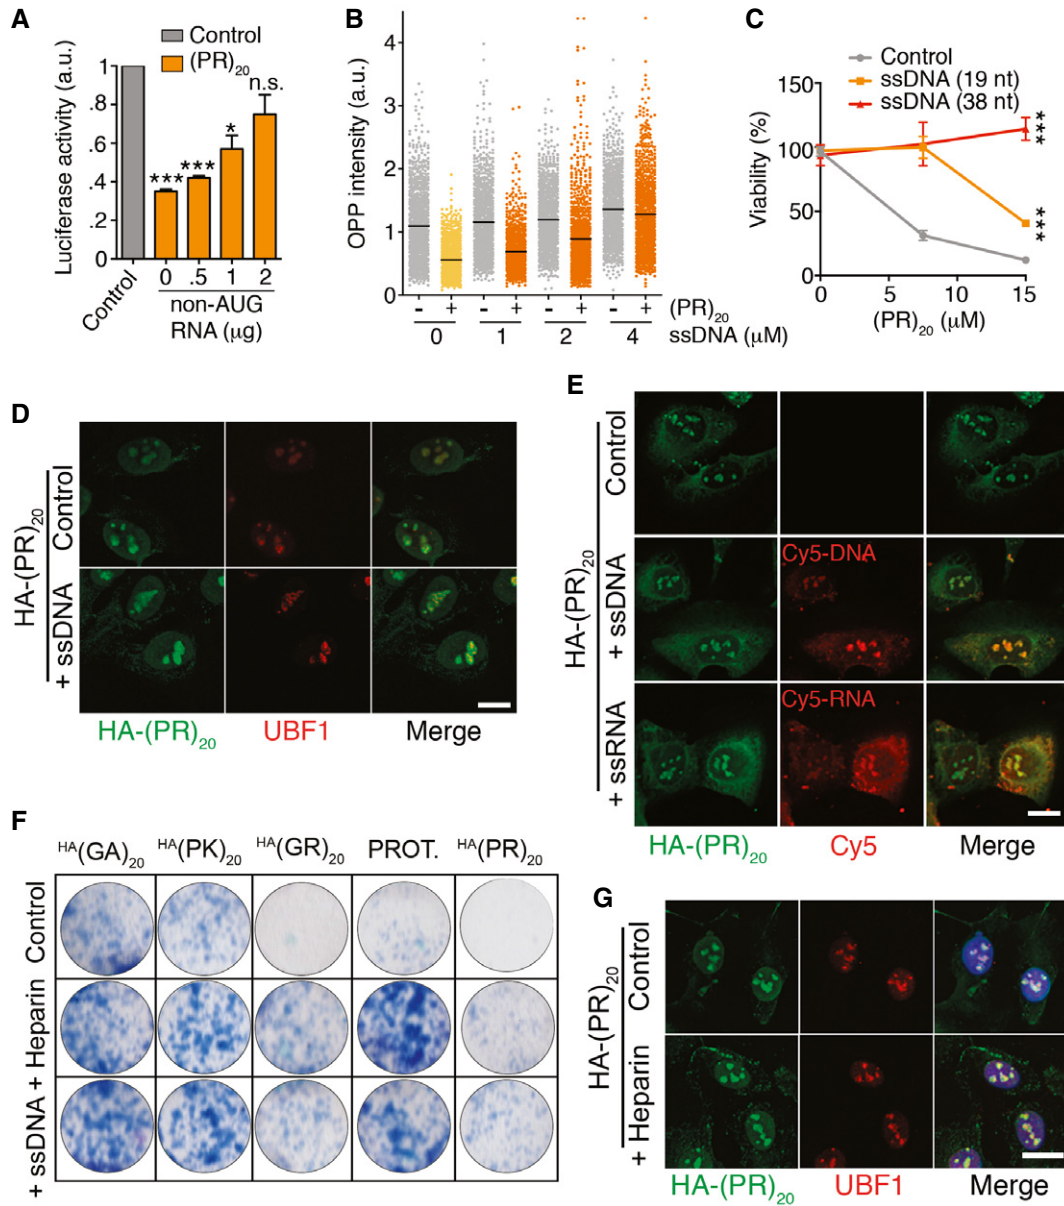 A
Control
(PR)20
Luciferase activity (a.u.)
1
.8
.6
.4
.2
0
***
***
*
n.s.
Control
0 .5 1 2
non-AUG
RNA (µg)
B
OPP intensity (a.u.)
4
3
2
1
0
- + - + - + - + (PR)20
0 1 2 4 ssDNA (µM)
C
Control
ssDNA (19 nt)
ssDNA (38 nt)
Viability (%)
150
100
50
0
***
***
0 7.5 15
(PR)20 (µM)
D
HA-(PR)20
Control
+ ssDNA
HA-(PR)20 UBF1 Merge
E
HA-(PR)20
Control
+ ssDNA
+ ssRNA
Cy5-DNA
Cy5-RNA
HA-(PR)20 Cy5 Merge
F
HA(GA)20 HA(PK)20 HA(GR)20 PROT. HA(PR)20
Control
+ Heparin
+ ssDNA
G
HA-(PR)20
Control
+ Heparin
HA-(PR)20 UBF1 Merge